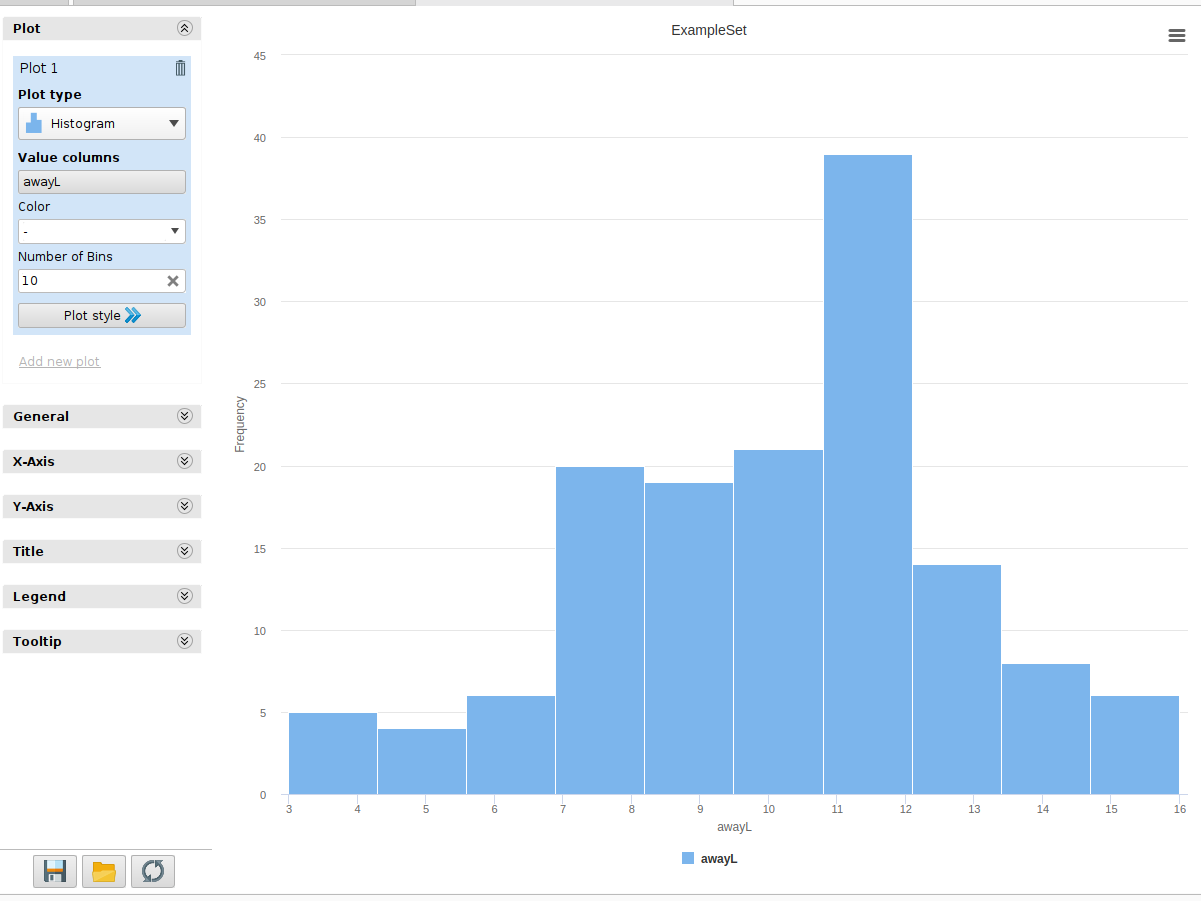 Plot
Plot 1
Plot type
Histogram
Value columns
awayL
Color
-
Number of Bins
10
Plot style
Add new plot
General
X-Axis
Y-Axis
Title
Legend
Tooltip
ExampleSet
45
40
35
30
25
20
15
10
5
0
Frequency
3 4 5 6 7 8 9 10 11 12 13 14 15 16
awayL
awayL